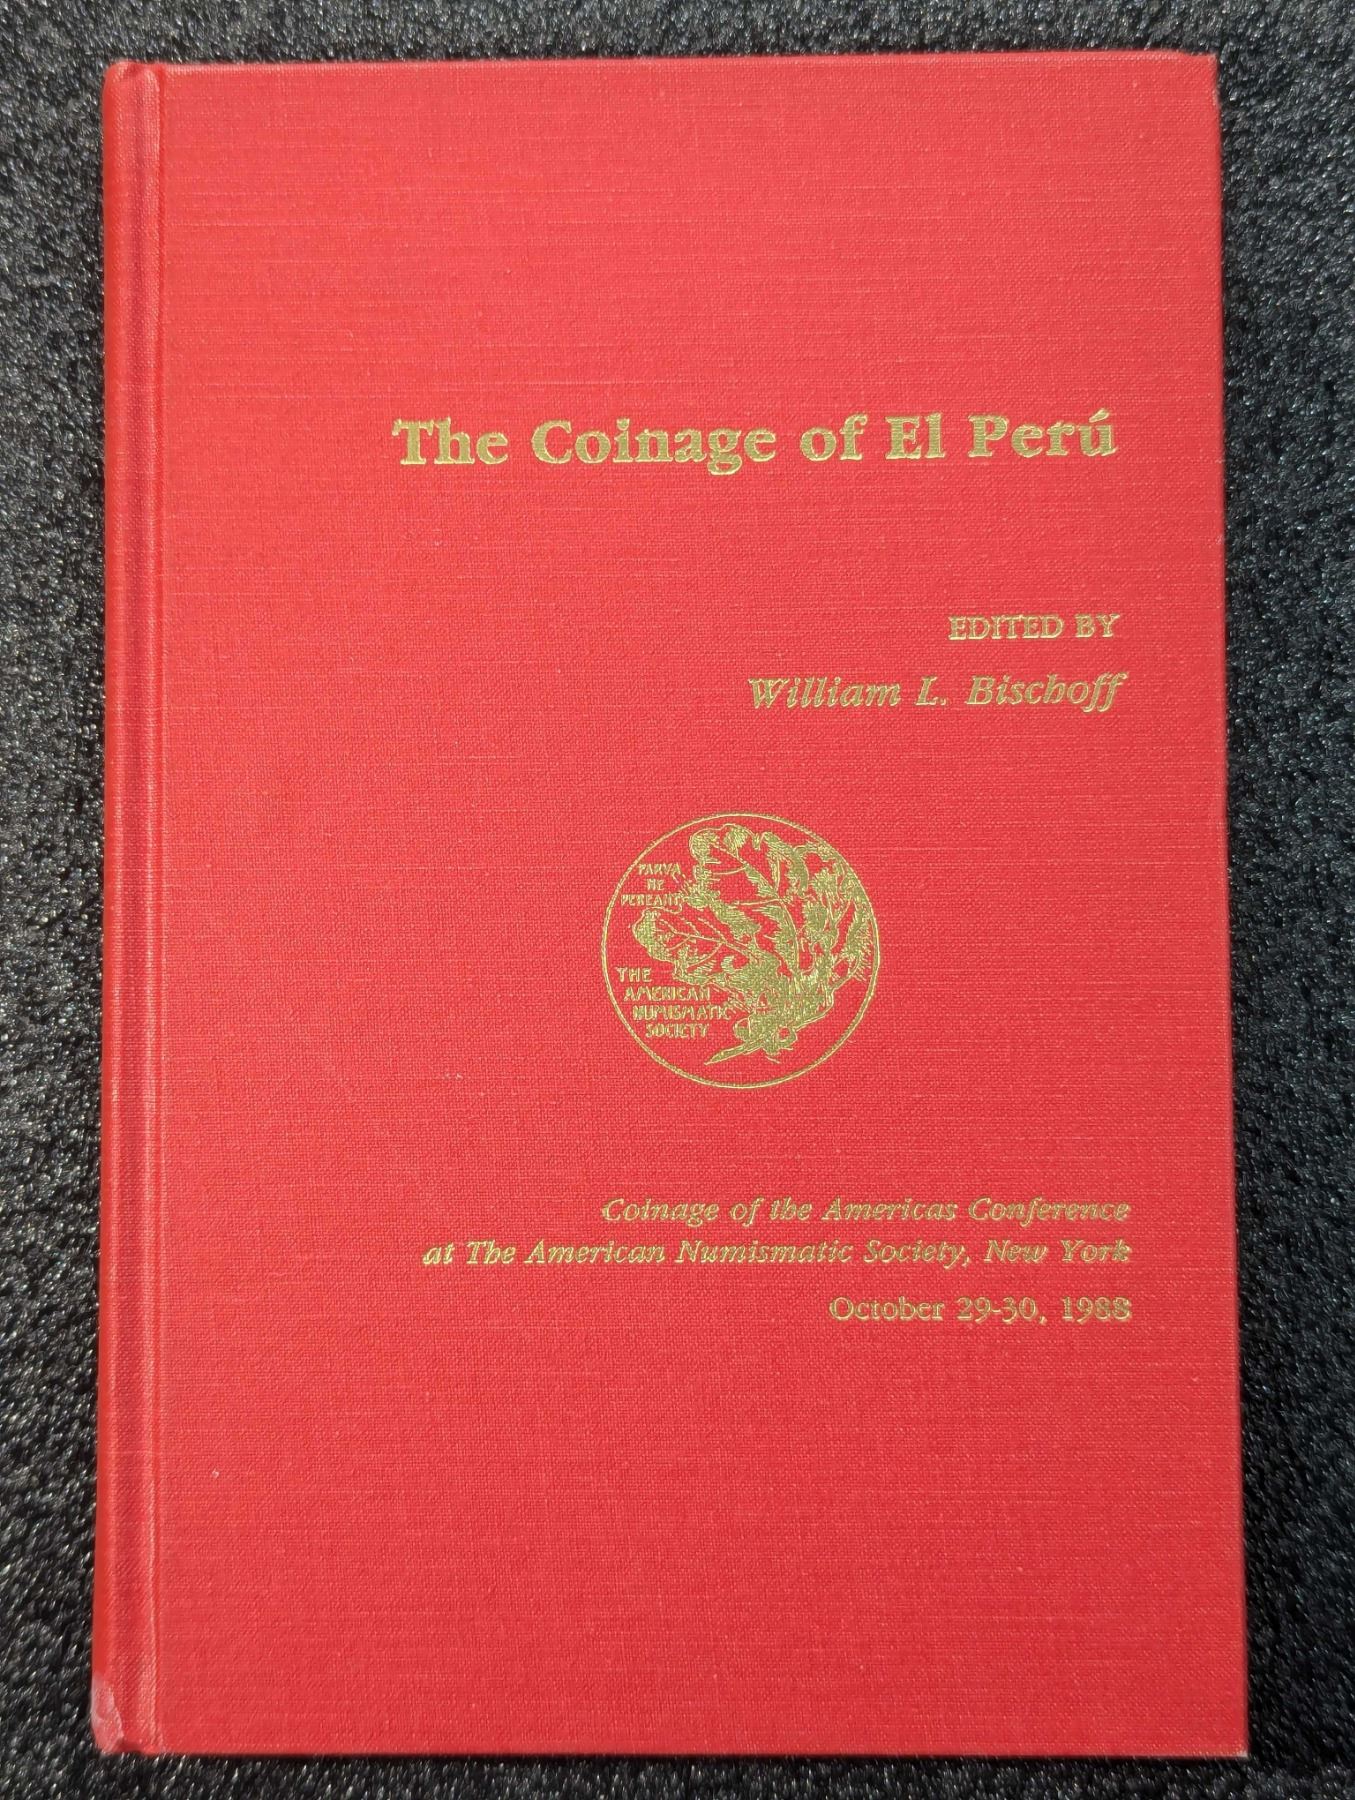 The Coinage of El Perú
EDITED BY
William L. Bischoff
PARVA
NE
PEREANT
THE
AMERICAN
NUMISMATIC
SOCIETY
Coinage of the Americas Conference
at The American Numismatic Society, New York
October 29-30, 1988